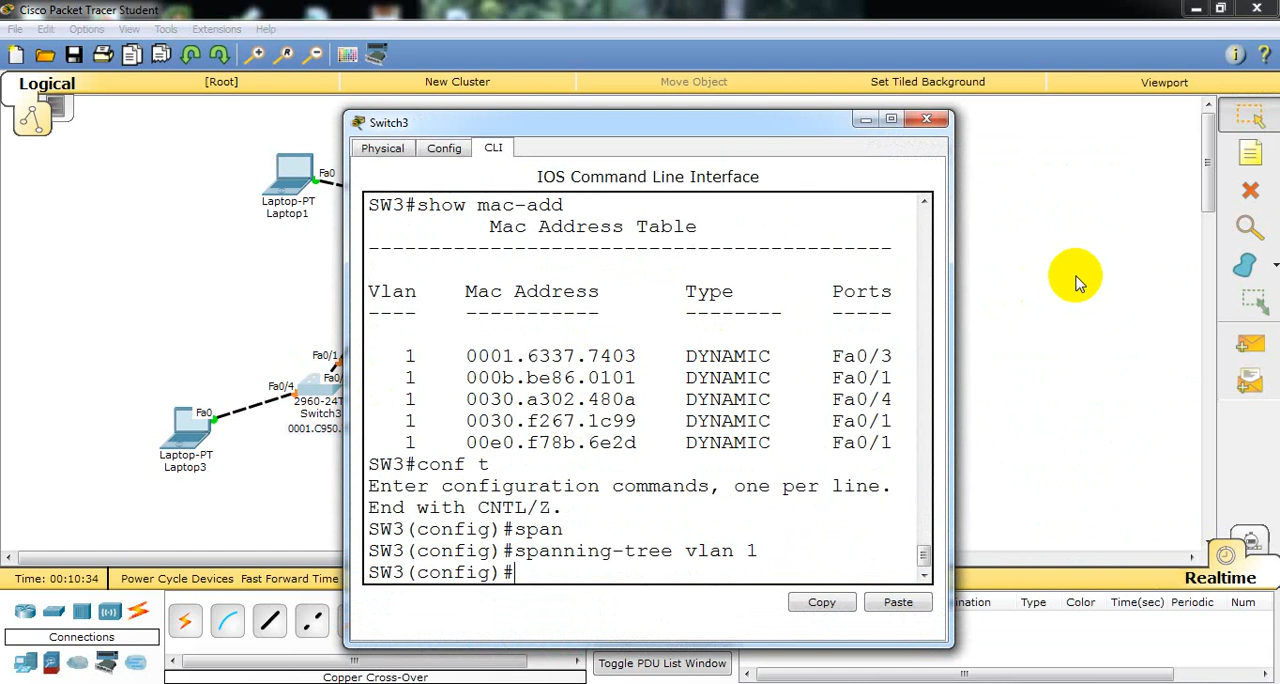 Cisco Packet Tracer Student
File Edit Options View Tools Extensions Help
Logical [Root] New Cluster Move Object Set Tiled Background Viewport
Switch3
Physical Config CLI
IOS Command Line Interface
SW3#show mac-add
Mac Address Table
-------------------------------------------
Vlan Mac Address Type Ports
---- ----------- -------- -----
1 0001.6337.7403 DYNAMIC Fa0/3
1 000b.be86.0101 DYNAMIC Fa0/1
1 0030.a302.480a DYNAMIC Fa0/4
1 0030.f267.1c99 DYNAMIC Fa0/1
1 00e0.f78b.6e2d DYNAMIC Fa0/1
SW3#conf t
Enter configuration commands, one per line.
End with CNTL/Z.
SW3(config)#span
SW3(config)#spanning-tree vlan 1
SW3(config)#
Copy Paste
Fa0
Laptop-PT
Laptop1
Fa0/1
Fa0/4 Fa0/
2960-24T
Switch3
0001.C950.
Fa0
Laptop-PT
Laptop3
Time: 00:10:34 Power Cycle Devices Fast Forward Time
Realtime
Connections
Copper Cross-Over
Toggle PDU List Window
ination Type Color Time(sec) Periodic Num